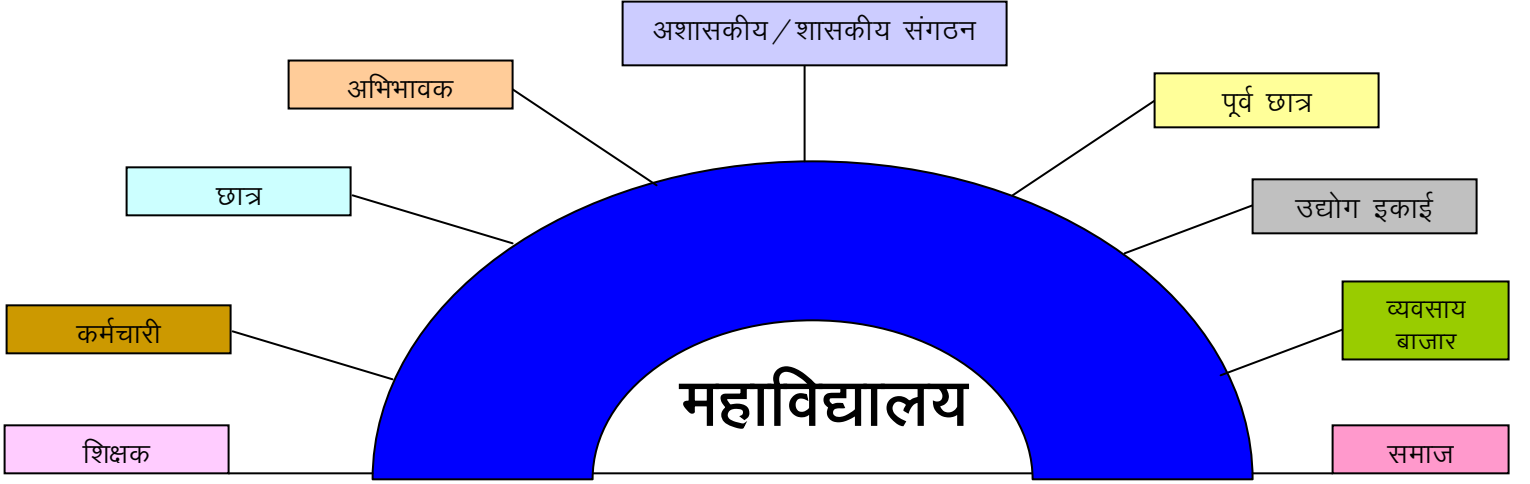 अशासकीय/शासकीय संगठन
अभिभावक
पूर्व छात्र
छात्र
उद्योग इकाई
कर्मचारी
व्यवसाय
बाजार
महाविद्यालय
शिक्षक
समाज